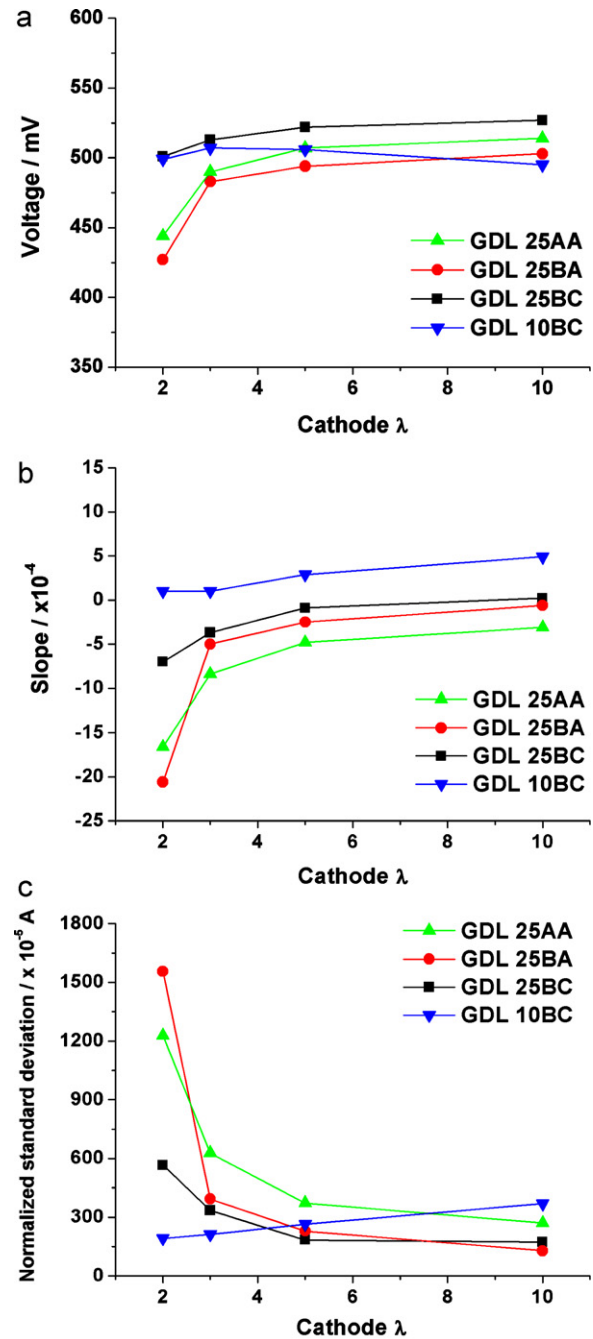 a
600
550
500
450
400
350
Voltage / mV
GDL 25AA
GDL 25BA
GDL 25BC
GDL 10BC
2 4 6 8 10
Cathode λ
b
15
10
5
0
-5
-10
-15
-20
-25
Slope / x10⁻⁴
GDL 25AA
GDL 25BA
GDL 25BC
GDL 10BC
2 4 6 8 10
Cathode λ
C
1800
1500
1200
900
600
300
0
Normalized standard deviation / x 10⁻⁵ A
GDL 25AA
GDL 25BA
GDL 25BC
GDL 10BC
2 4 6 8 10
Cathode λ